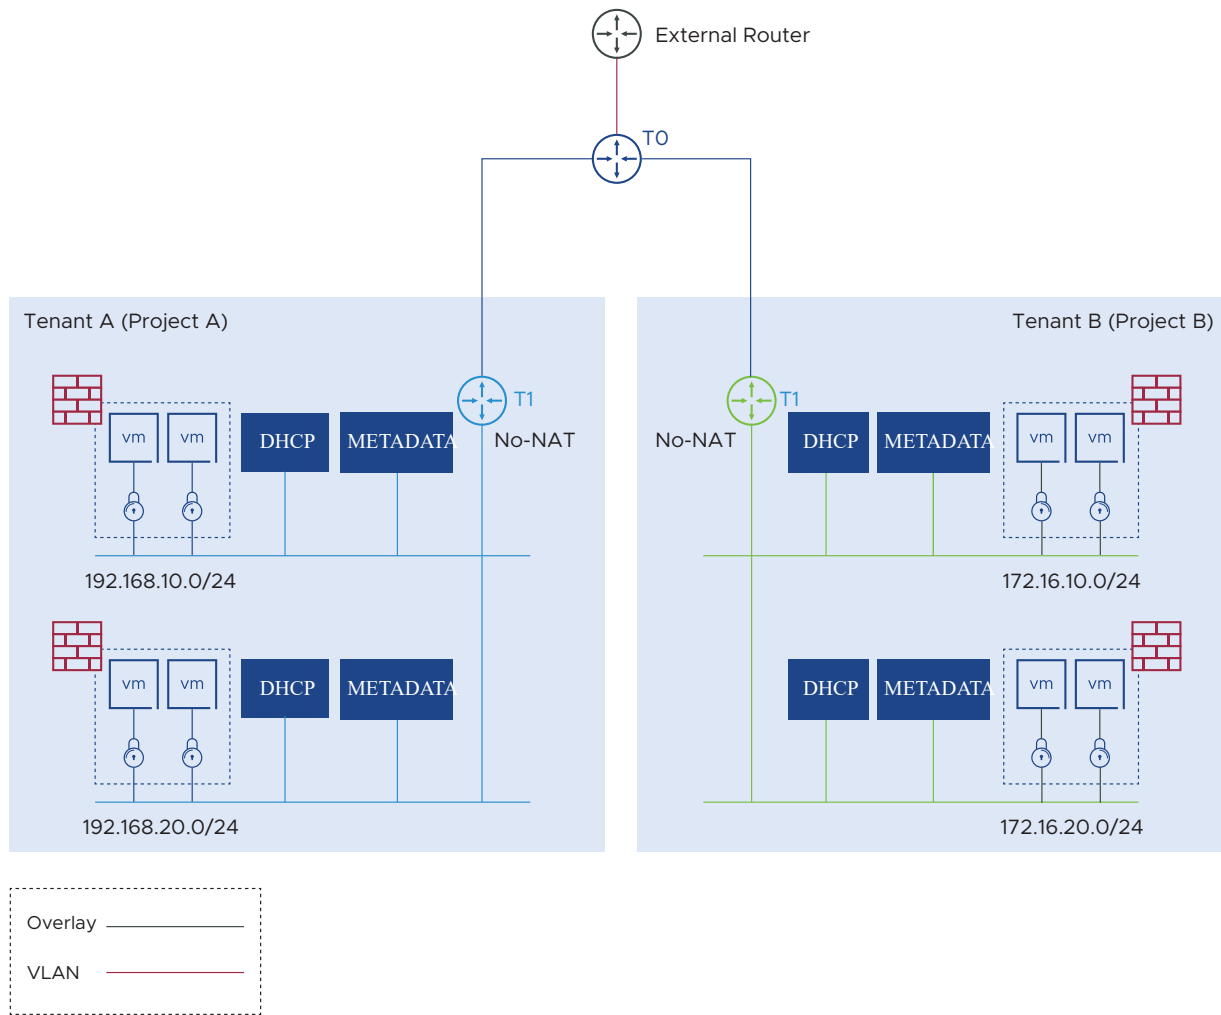 External Router
T0
Tenant A (Project A)
Tenant B (Project B)
vm
vm
DHCP
METADATA
T1
No-NAT
T1
No-NAT
DHCP
METADATA
vm
vm
192.168.10.0/24
172.16.10.0/24
vm
vm
DHCP
METADATA
DHCP
METADATA
vm
vm
192.168.20.0/24
172.16.20.0/24
Overlay
VLAN